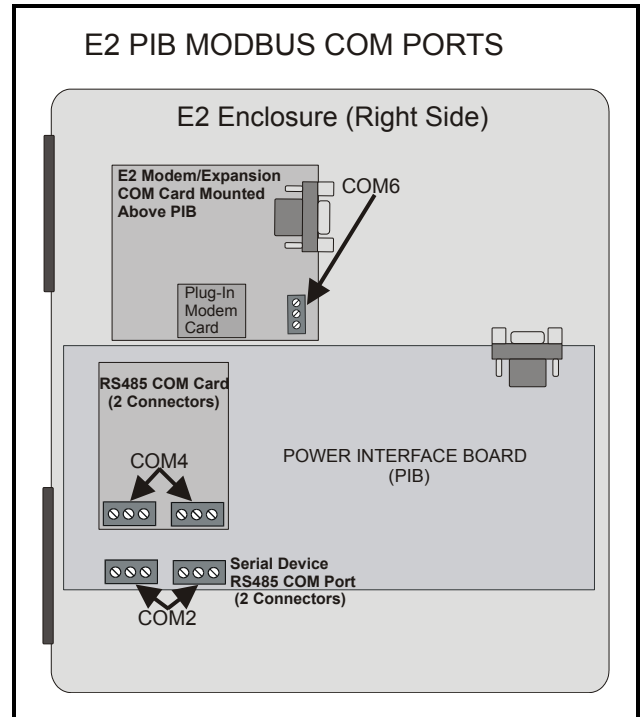 E2 PIB MODBUS COM PORTS
E2 Enclosure (Right Side)
E2 Modem/Expansion
COM Card Mounted
Above PIB
COM6
Plug-In
Modem
Card
RS485 COM Card
(2 Connectors)
COM4
POWER INTERFACE BOARD
(PIB)
Serial Device
RS485 COM Port
(2 Connectors)
COM2